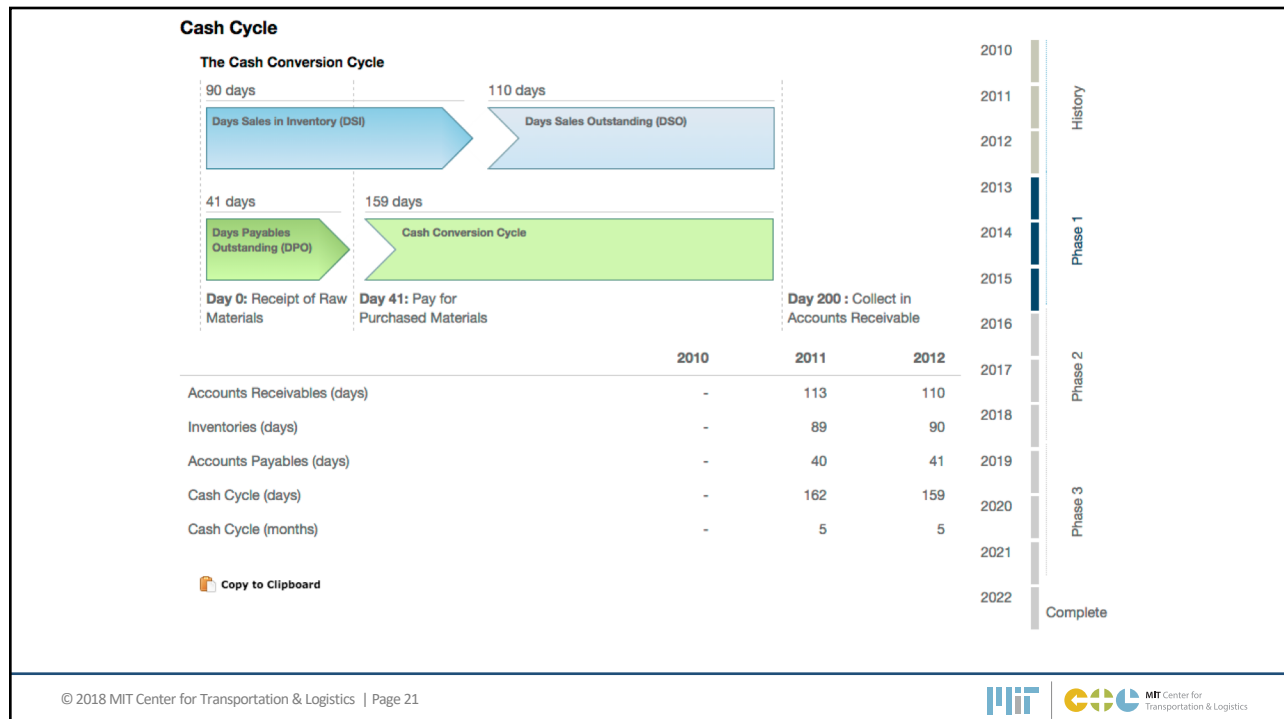 Cash Cycle
The Cash Conversion Cycle
90 days 110 days
Days Sales in Inventory (DSI) Days Sales Outstanding (DSO)
41 days 159 days
Days Payables
Outstanding (DPO)
Cash Conversion Cycle
Day 0: Receipt of Raw
Materials
Day 41: Pay for
Purchased Materials
Day 200 : Collect in
Accounts Receivable
2010 2011 2012
Accounts Receivables (days) - 113 110
Inventories (days) - 89 90
Accounts Payables (days) - 40 41
Cash Cycle (days) - 162 159
Cash Cycle (months) - 5 5
Copy to Clipboard
2010
2011
2012
2013
2014
2015
2016
2017
2018
2019
2020
2021
2022
History
Phase 1
Phase 2
Phase 3
Complete
© 2018 MIT Center for Transportation & Logistics | Page 21
MIT Center for
Transportation & Logistics